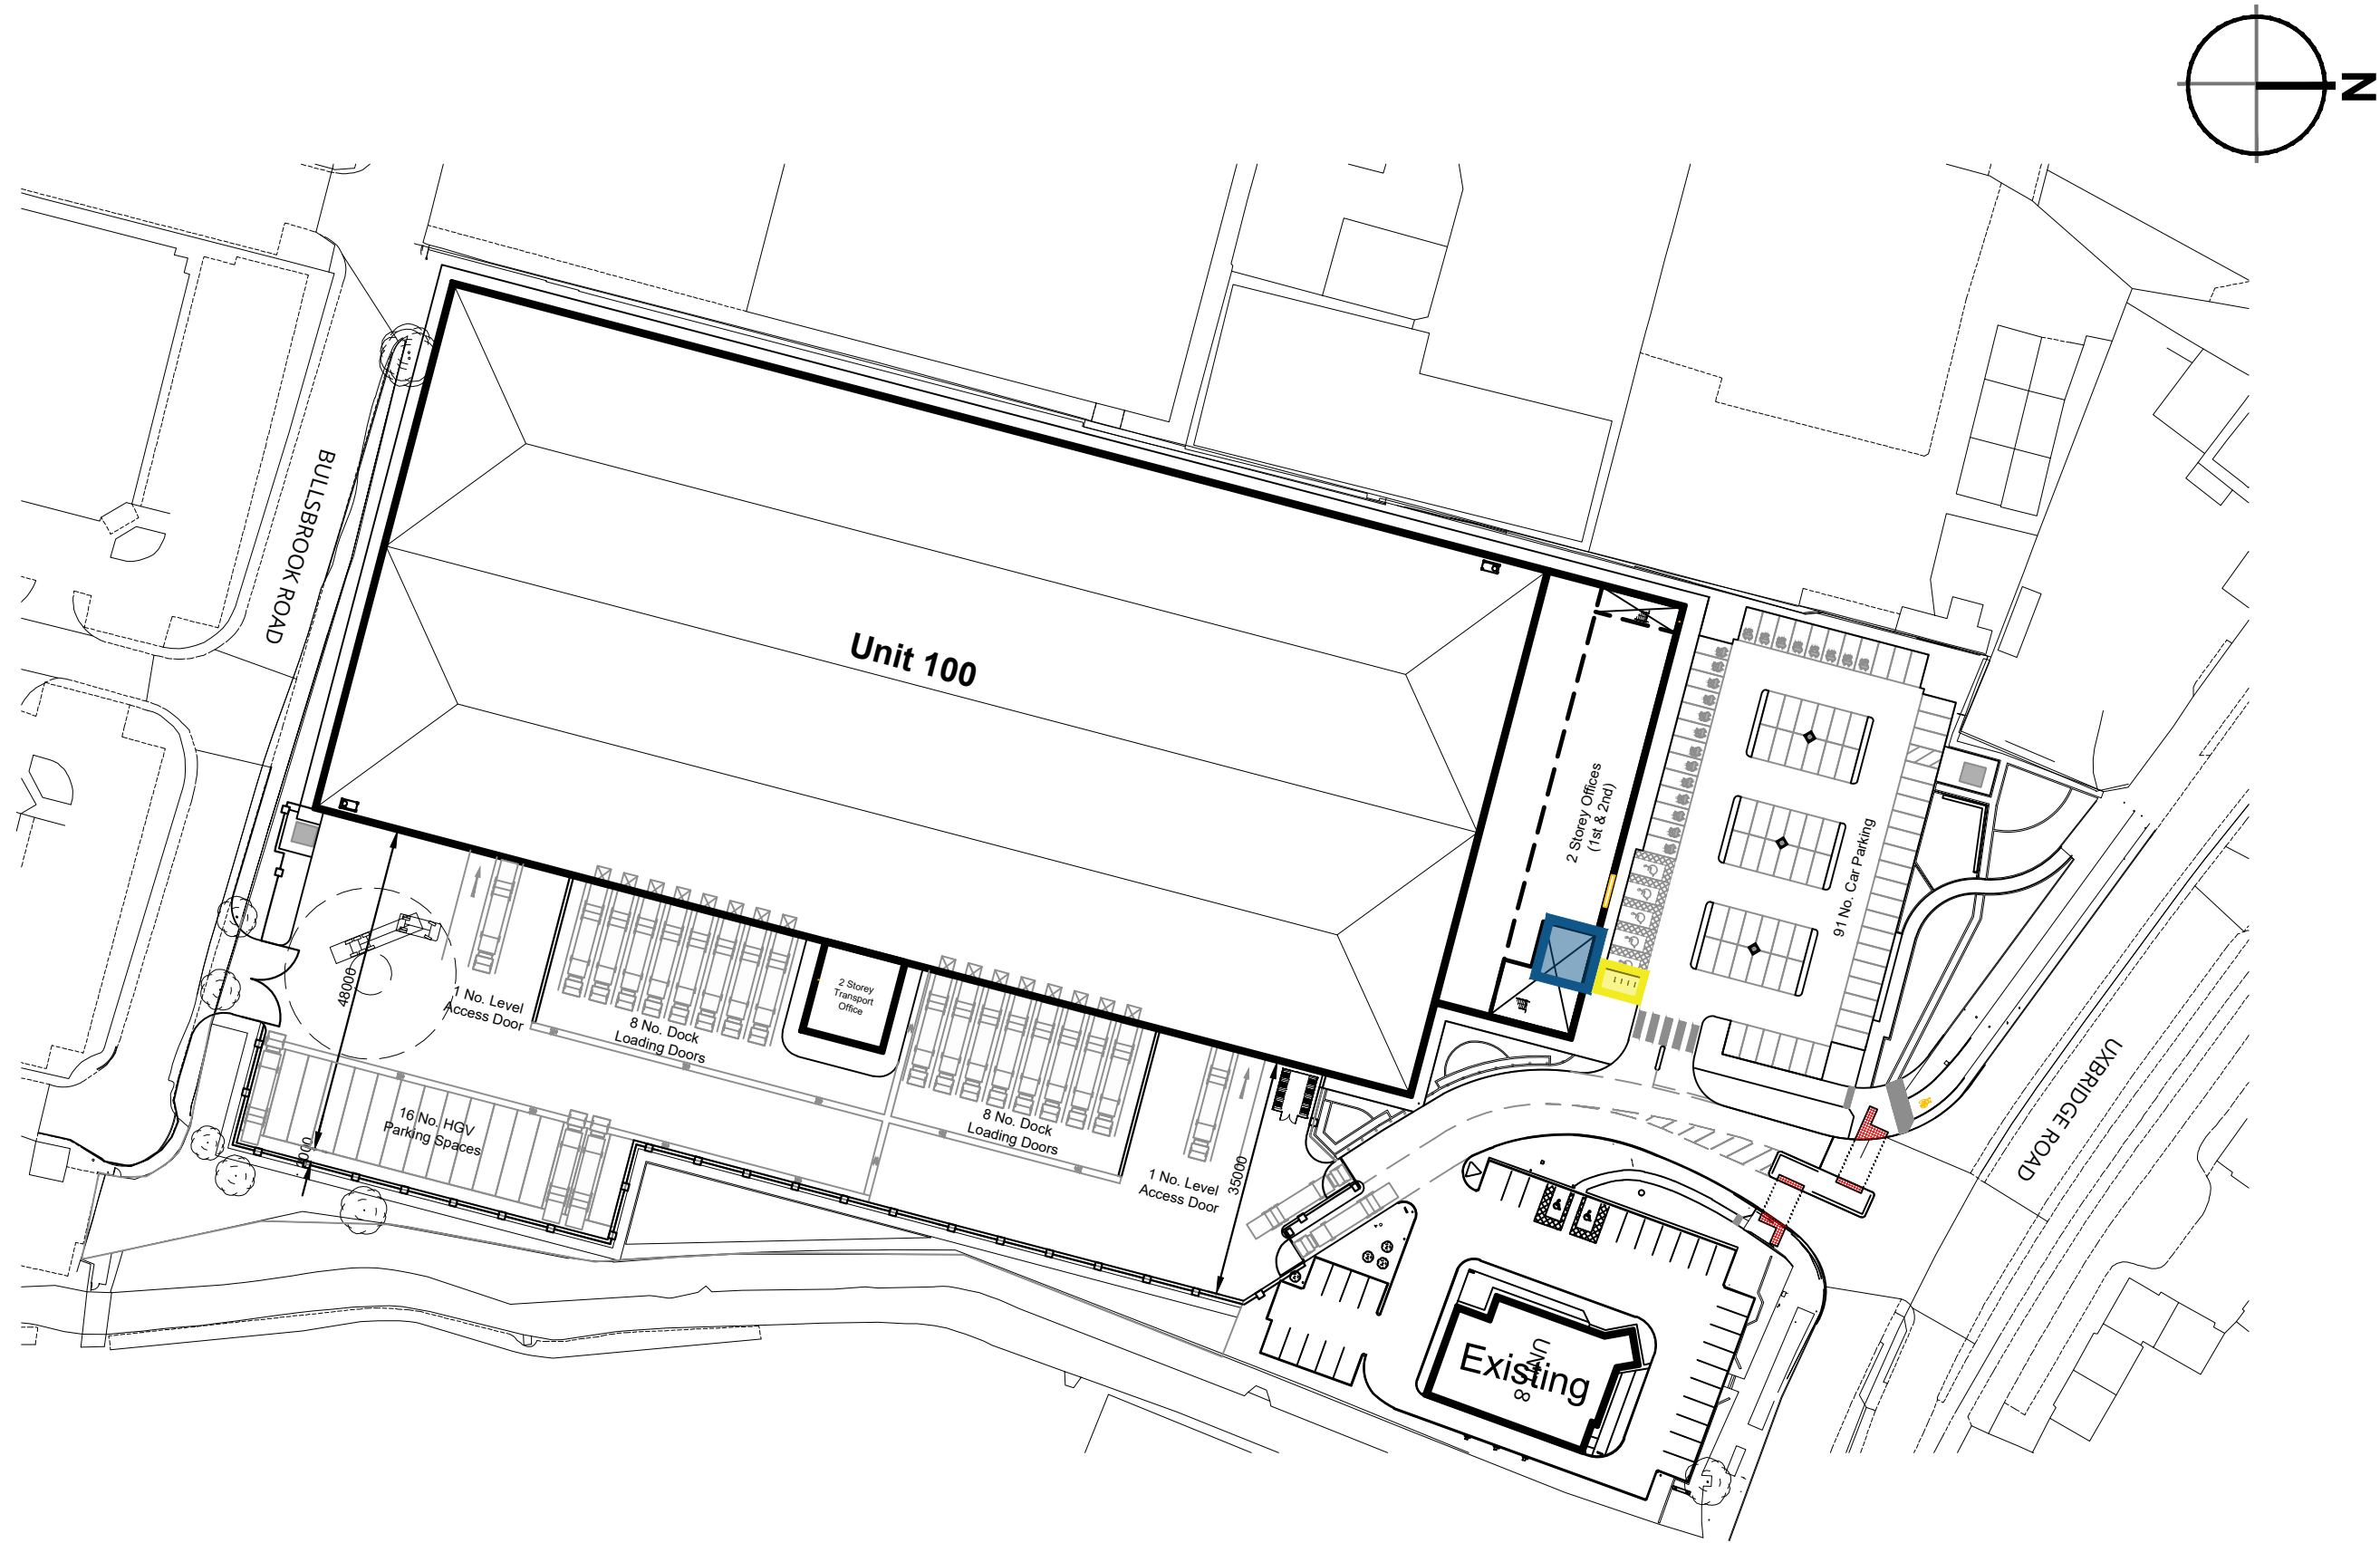 N
BULLSBROOK ROAD
Unit 100
2 Storey Offices
(1st & 2nd)
91 No. Car Parking
48000
1 No. Level
Access Door
8 No. Dock
Loading Doors
2 Storey
Transport
Office
16 No. HGV
Parking Spaces
8 No. Dock
Loading Doors
1 No. Level
Access Door
35000
UXBRIDGE ROAD
Existing
UNIT
8